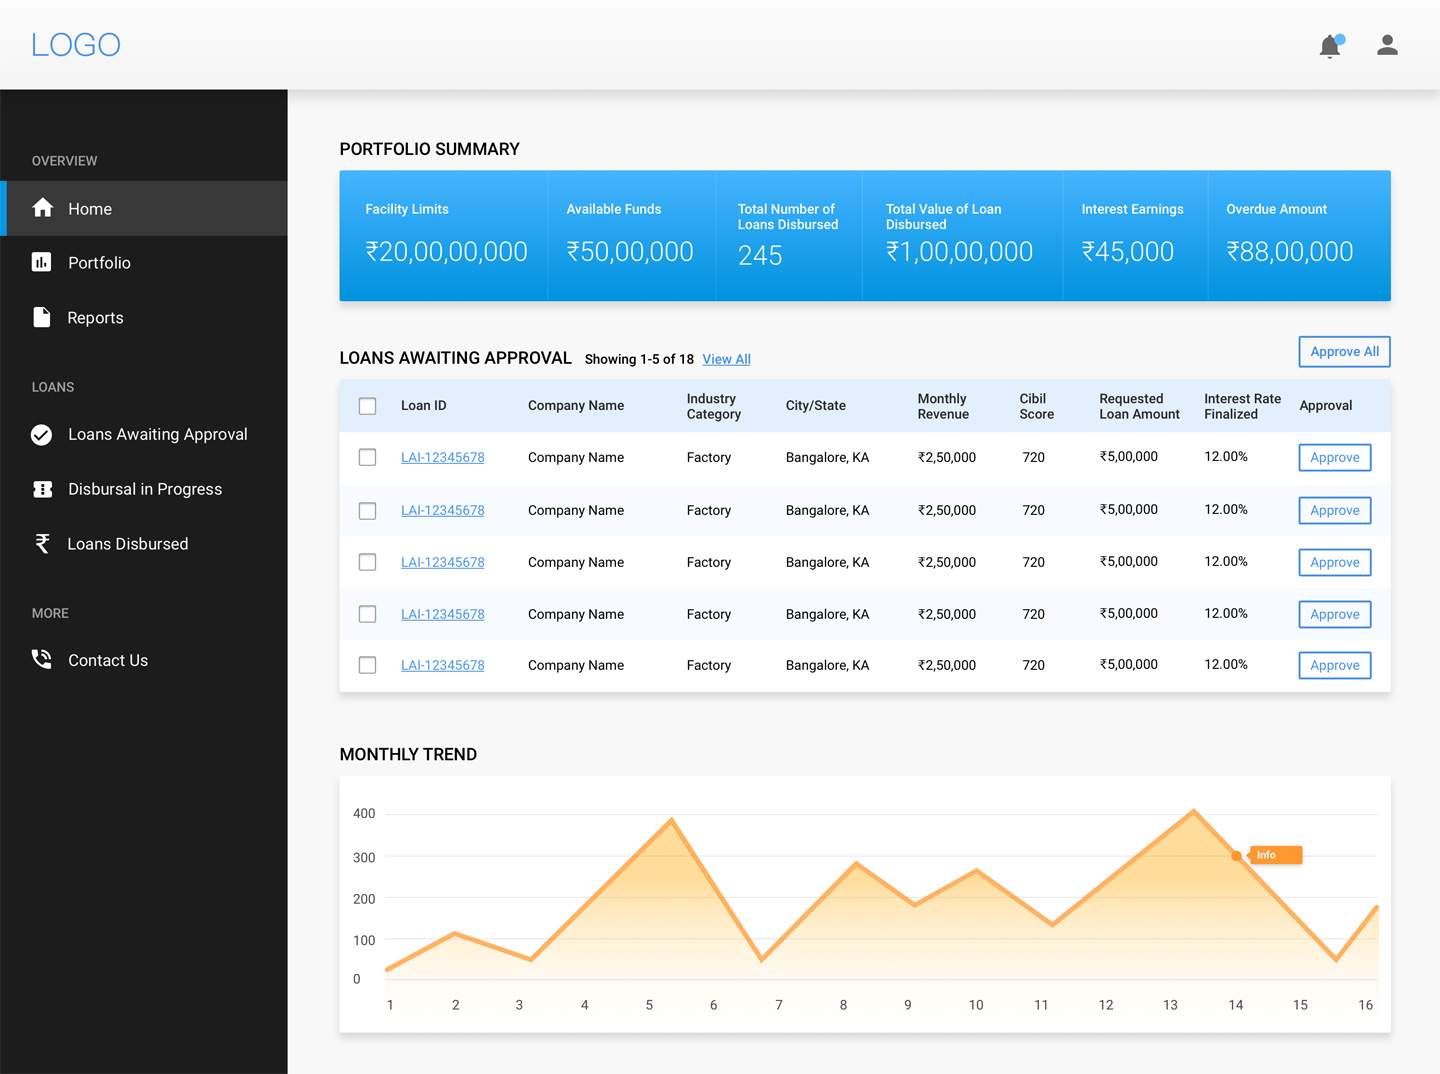 LOGO
OVERVIEW
Home
Portfolio
Reports
LOANS
Loans Awaiting Approval
Disbursal in Progress
Loans Disbursed
MORE
Contact Us
PORTFOLIO SUMMARY
Facility Limits
₹20,00,00,000
Available Funds
₹50,00,000
Total Number of
Loans Disbursed
245
Total Value of Loan
Disbursed
₹1,00,00,000
Interest Earnings
₹45,000
Overdue Amount
₹88,00,000
LOANS AWAITING APPROVAL Showing 1-5 of 18 View All
Approve All
Loan ID
Company Name
Industry
Category
City/State
Monthly
Revenue
Cibil
Score
Requested
Loan Amount
Interest Rate
Finalized
Approval
LAI-12345678 Company Name Factory Bangalore, KA ₹2,50,000 720 ₹5,00,000 12.00% Approve
LAI-12345678 Company Name Factory Bangalore, KA ₹2,50,000 720 ₹5,00,000 12.00% Approve
LAI-12345678 Company Name Factory Bangalore, KA ₹2,50,000 720 ₹5,00,000 12.00% Approve
LAI-12345678 Company Name Factory Bangalore, KA ₹2,50,000 720 ₹5,00,000 12.00% Approve
LAI-12345678 Company Name Factory Bangalore, KA ₹2,50,000 720 ₹5,00,000 12.00% Approve
MONTHLY TREND
400
300
200
100
0
Info
1 2 3 4 5 6 7 8 9 10 11 12 13 14 15 16